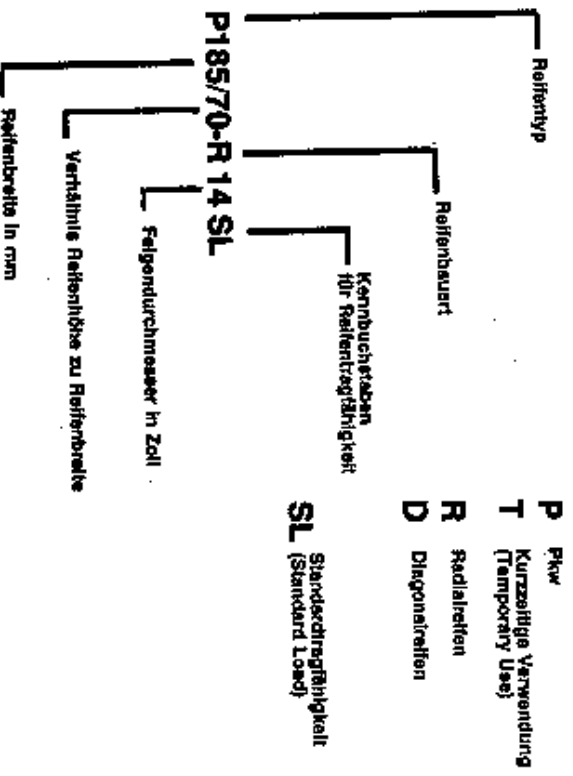 Reifentyp
P Pkw
T Kurzzeitige Verwendung
(Temporary Use)
Reifenbauart
R Radialreifen
D Diagonalreifen
Kennbuchstaben
für Reifentragfähigkeit
SL Standardtragfähigkeit
(Standard Load)
P185/70-R 14 SL
Felgendurchmesser in Zoll
Verhältnis Reifenhöhe zu Reifenbreite
Reifenbreite in mm